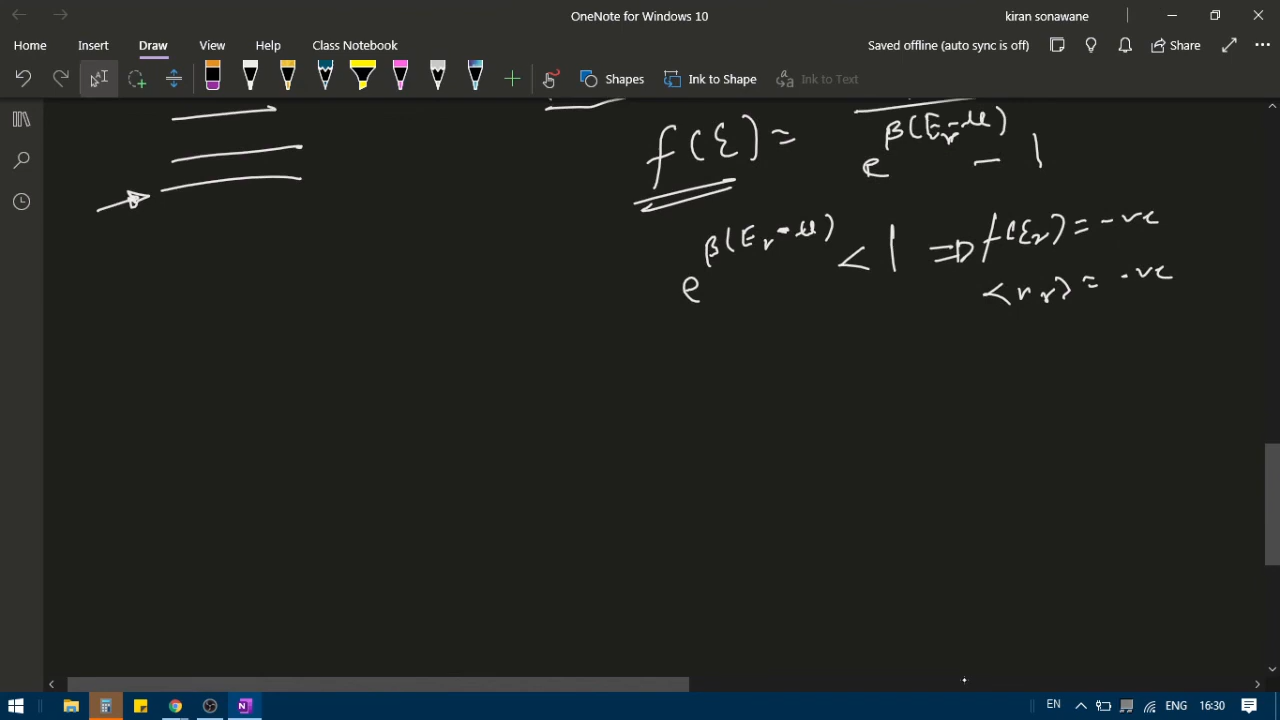 OneNote for Windows 10
kiran sonawane
Home Insert Draw View Help Class Notebook
Saved offline (auto sync is off) Share
Shapes Ink to Shape Ink to Text
f(ε) =
e^β(Eᵣ-μ) - 1
e^β(Eᵣ-μ) < 1 ⇒ f(εᵣ) = -ve
<nᵣ> = -ve
EN ENG 16:30